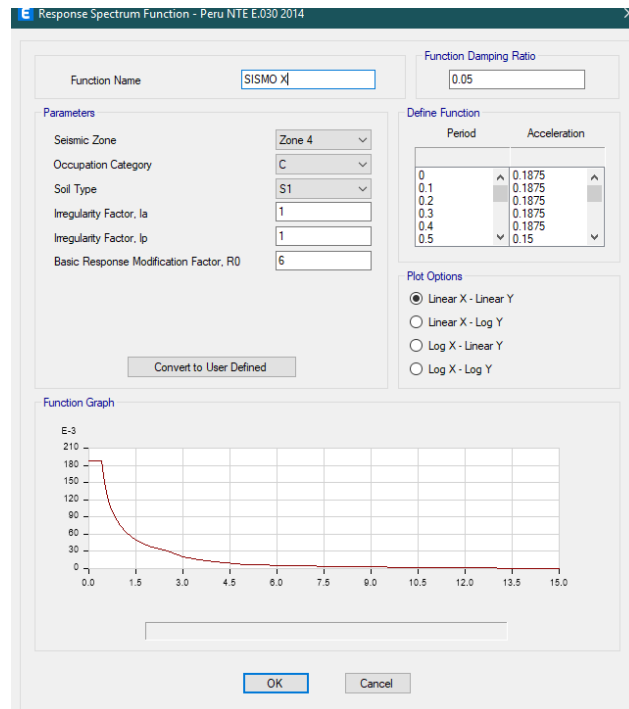 E Response Spectrum Function - Peru NTE E.030 2014
Function Name SISMO X
Function Damping Ratio
0.05
Parameters
Seismic Zone Zone 4
Occupation Category C
Soil Type S1
Irregularity Factor, Ia 1
Irregularity Factor, Ip 1
Basic Response Modification Factor, R0 6
Convert to User Defined
Define Function
Period Acceleration
0 0.1875
0.1 0.1875
0.2 0.1875
0.3 0.1875
0.4 0.1875
0.5 0.15
Plot Options
Linear X - Linear Y
Linear X - Log Y
Log X - Linear Y
Log X - Log Y
Function Graph
E-3
210
180
150
120
90
60
30
0
0.0 1.5 3.0 4.5 6.0 7.5 9.0 10.5 12.0 13.5 15.0
OK Cancel